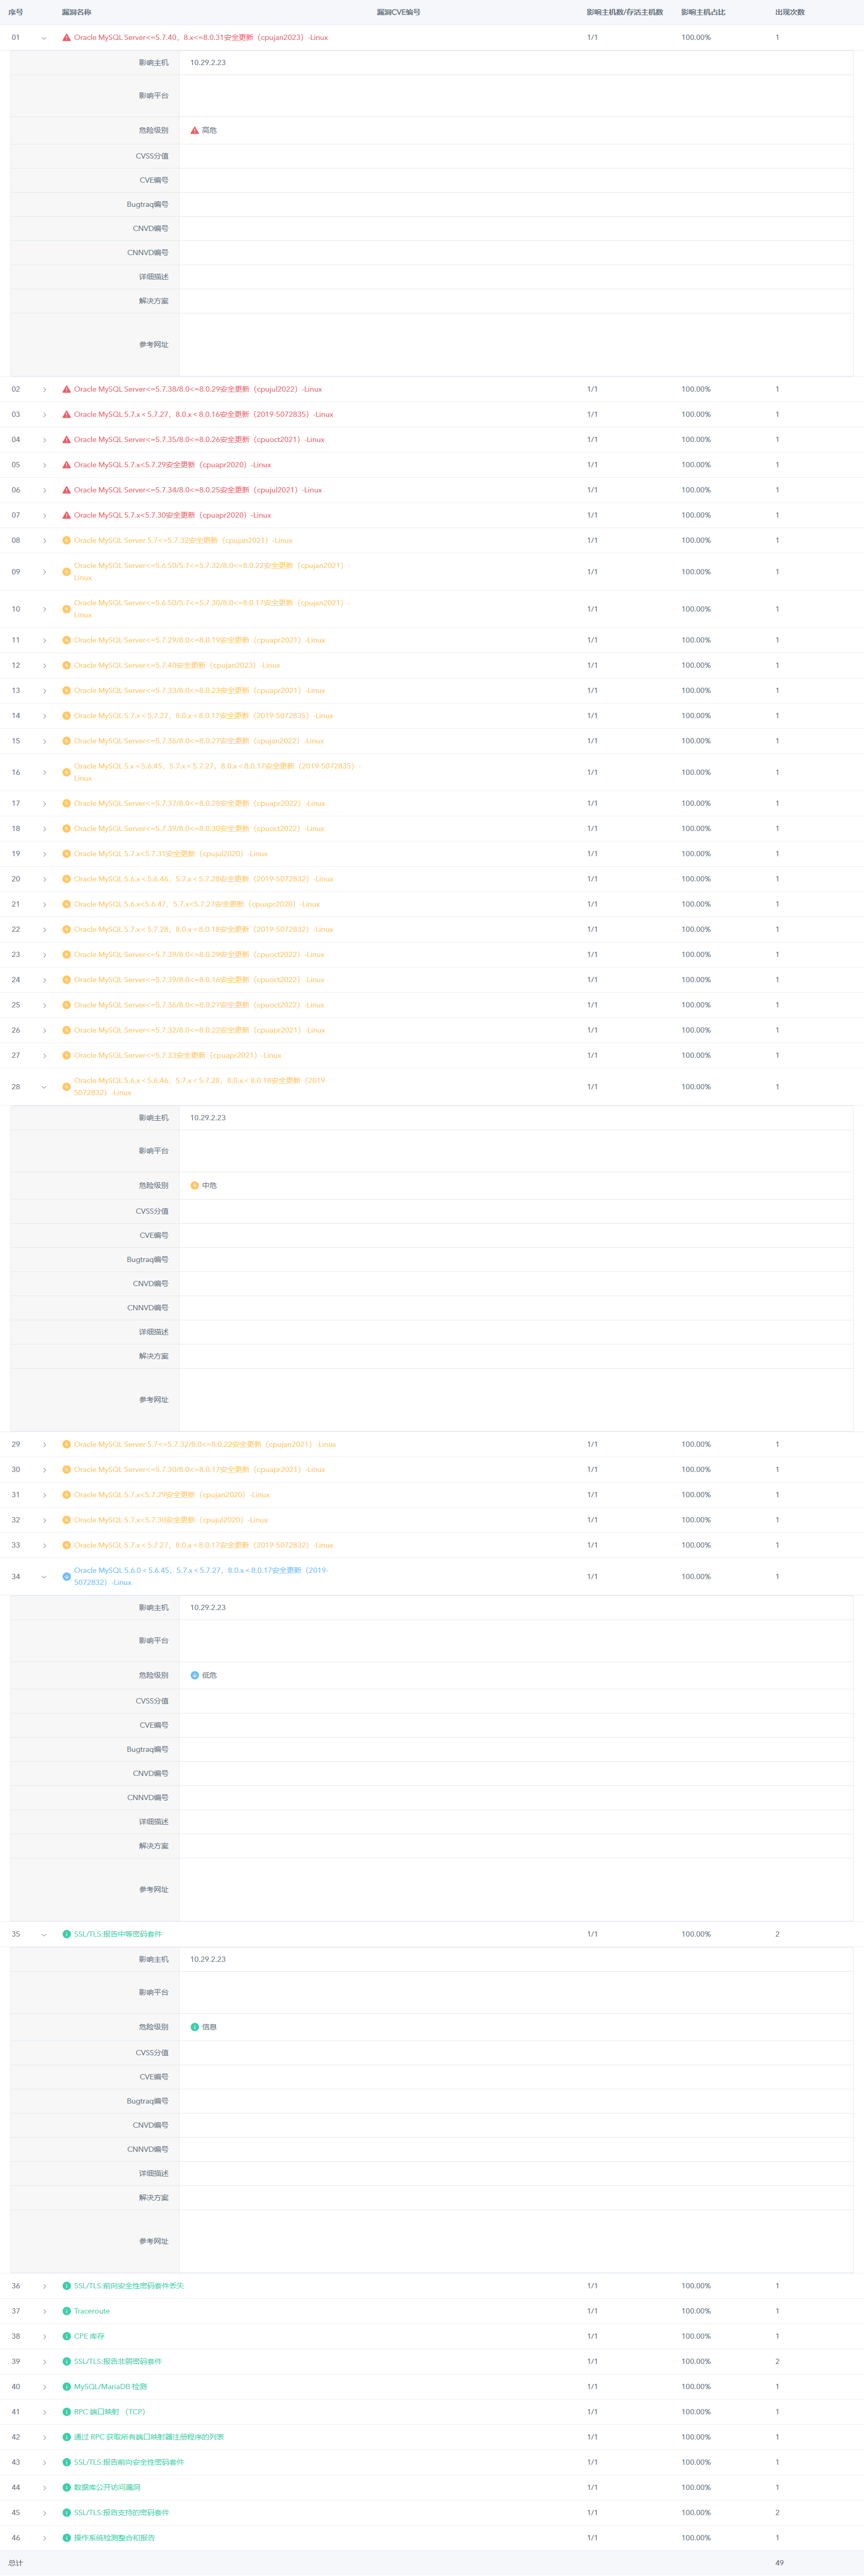 序号 漏洞名称 漏洞CVE编号 影响主机数/存活主机数 影响主机占比 出现次数
01 Oracle MySQL Server<=5.7.40，8.x<=8.0.31安全更新（cpujan2023）-Linux 1/1 100.00% 1
影响主机 10.29.2.23
影响平台
危险级别 高危
CVSS分值
CVE编号
Bugtraq编号
CNVD编号
CNNVD编号
详细描述
解决方案
参考网址
02 Oracle MySQL Server<=5.7.38/8.0<=8.0.29安全更新（cpujul2022）-Linux 1/1 100.00% 1
03 Oracle MySQL 5.7.x < 5.7.27，8.0.x < 8.0.16安全更新（2019-5072835）-Linux 1/1 100.00% 1
04 Oracle MySQL Server<=5.7.35/8.0<=8.0.26安全更新（cpuoct2021）-Linux 1/1 100.00% 1
05 Oracle MySQL 5.7.x<5.7.29安全更新（cpuapr2020）-Linux 1/1 100.00% 1
06 Oracle MySQL Server<=5.7.34/8.0<=8.0.25安全更新（cpujul2021）-Linux 1/1 100.00% 1
07 Oracle MySQL 5.7.x<5.7.30安全更新（cpuapr2020）-Linux 1/1 100.00% 1
08 Oracle MySQL Server 5.7<=5.7.32安全更新（cpujan2021）-Linux 1/1 100.00% 1
09 Oracle MySQL Server<=5.6.50/5.7<=5.7.32/8.0<=8.0.22安全更新（cpujan2021）- 1/1 100.00% 1
Linux
10 Oracle MySQL Server<=5.6.50/5.7<=5.7.30/8.0<=8.0.17安全更新（cpujan2021）- 1/1 100.00% 1
Linux
11 Oracle MySQL Server<=5.7.29/8.0<=8.0.19安全更新（cpuapr2021）-Linux 1/1 100.00% 1
12 Oracle MySQL Server<=5.7.40安全更新（cpujan2023）-Linux 1/1 100.00% 1
13 Oracle MySQL Server<=5.7.33/8.0<=8.0.23安全更新（cpuapr2021）-Linux 1/1 100.00% 1
14 Oracle MySQL 5.7.x < 5.7.27，8.0.x < 8.0.17安全更新（2019-5072835）-Linux 1/1 100.00% 1
15 Oracle MySQL Server<=5.7.36/8.0<=8.0.27安全更新（cpujan2022）-Linux 1/1 100.00% 1
16 Oracle MySQL 5.x < 5.6.45，5.7.x < 5.7.27，8.0.x < 8.0.17安全更新（2019-5072835）- 1/1 100.00% 1
Linux
17 Oracle MySQL Server<=5.7.37/8.0<=8.0.28安全更新（cpuapr2022）-Linux 1/1 100.00% 1
18 Oracle MySQL Server<=5.7.39/8.0<=8.0.30安全更新（cpuoct2022）-Linux 1/1 100.00% 1
19 Oracle MySQL 5.7.x<5.7.31安全更新（cpujul2020）-Linux 1/1 100.00% 1
20 Oracle MySQL 5.6.x < 5.6.46，5.7.x < 5.7.28安全更新（2019-5072832）-Linux 1/1 100.00% 1
21 Oracle MySQL 5.6.x<5.6.47，5.7.x<5.7.27安全更新（cpuapr2020）-Linux 1/1 100.00% 1
22 Oracle MySQL 5.7.x < 5.7.28，8.0.x < 8.0.18安全更新（2019-5072832）-Linux 1/1 100.00% 1
23 Oracle MySQL Server<=5.7.39/8.0<=8.0.29安全更新（cpuoct2022）-Linux 1/1 100.00% 1
24 Oracle MySQL Server<=5.7.39/8.0<=8.0.16安全更新（cpuoct2022）-Linux 1/1 100.00% 1
25 Oracle MySQL Server<=5.7.36/8.0<=8.0.27安全更新（cpuoct2022）-Linux 1/1 100.00% 1
26 Oracle MySQL Server<=5.7.32/8.0<=8.0.22安全更新（cpuapr2021）-Linux 1/1 100.00% 1
27 Oracle MySQL Server<=5.7.33安全更新（cpuapr2021）-Linux 1/1 100.00% 1
28 Oracle MySQL 5.6.x < 5.6.46，5.7.x < 5.7.28，8.0.x < 8.0.18安全更新（2019- 1/1 100.00% 1
5072832）-Linux
影响主机 10.29.2.23
影响平台
危险级别 中危
CVSS分值
CVE编号
Bugtraq编号
CNVD编号
CNNVD编号
详细描述
解决方案
参考网址
29 Oracle MySQL Server 5.7<=5.7.32/8.0<=8.0.22安全更新（cpujan2021）-Linux 1/1 100.00% 1
30 Oracle MySQL Server<=5.7.30/8.0<=8.0.17安全更新（cpuapr2021）-Linux 1/1 100.00% 1
31 Oracle MySQL 5.7.x<5.7.29安全更新（cpujan2020）-Linux 1/1 100.00% 1
32 Oracle MySQL 5.7.x<5.7.30安全更新（cpujul2020）-Linux 1/1 100.00% 1
33 Oracle MySQL 5.7.x < 5.7.27，8.0.x < 8.0.17安全更新（2019-5072832）-Linux 1/1 100.00% 1
34 Oracle MySQL 5.6.0 < 5.6.45，5.7.x < 5.7.27，8.0.x < 8.0.17安全更新（2019- 1/1 100.00% 1
5072832）-Linux
影响主机 10.29.2.23
影响平台
危险级别 低危
CVSS分值
CVE编号
Bugtraq编号
CNVD编号
CNNVD编号
详细描述
解决方案
参考网址
35 SSL/TLS:报告中等密码套件 1/1 100.00% 2
影响主机 10.29.2.23
影响平台
危险级别 信息
CVSS分值
CVE编号
Bugtraq编号
CNVD编号
CNNVD编号
详细描述
解决方案
参考网址
36 SSL/TLS:前向安全性密码套件丢失 1/1 100.00% 1
37 Traceroute 1/1 100.00% 1
38 CPE 库存 1/1 100.00% 1
39 SSL/TLS:报告非弱密码套件 1/1 100.00% 2
40 MySQL/MariaDB 检测 1/1 100.00% 1
41 RPC 端口映射 （TCP） 1/1 100.00% 1
42 通过 RPC 获取所有端口映射器注册程序的列表 1/1 100.00% 1
43 SSL/TLS:报告前向安全性密码套件 1/1 100.00% 1
44 数据库公开访问漏洞 1/1 100.00% 1
45 SSL/TLS:报告支持的密码套件 1/1 100.00% 2
46 操作系统检测整合和报告 1/1 100.00% 1
总计 49